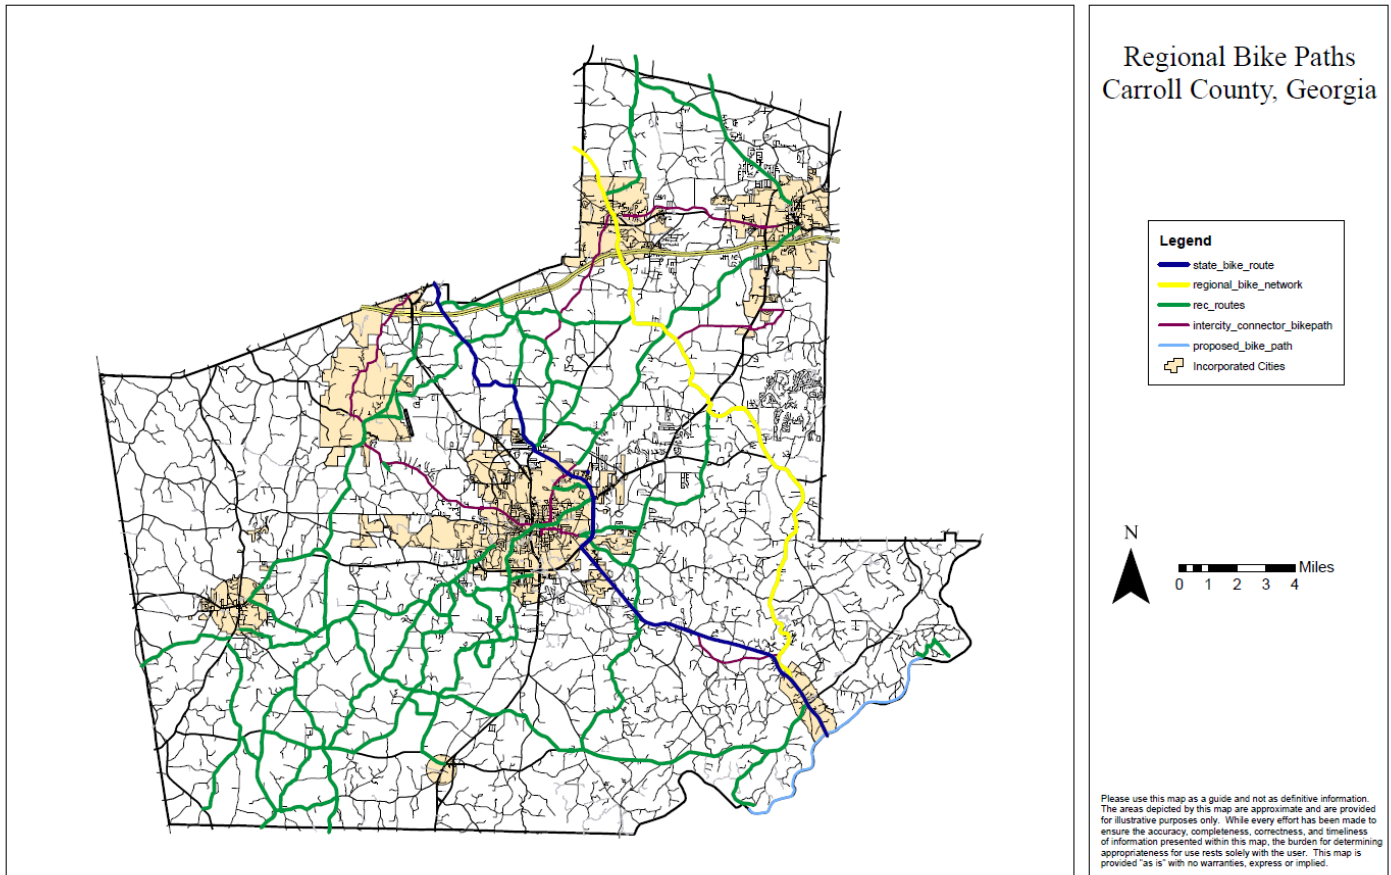 Regional Bike Paths
Carroll County, Georgia
Legend
state_bike_route
regional_bike_network
rec_routes
intercity_connector_bikepath
proposed_bike_path
Incorporated Cities
N
Miles
0 1 2 3 4
Please use this map as a guide and not as definitive information.
The areas depicted by this map are approximate and are provided
for illustrative purposes only. While every effort has been made to
ensure the accuracy, completeness, correctness, and timeliness
of information presented within this map, the burden for determining
appropriateness for use rests solely with the user. This map is
provided "as is" with no warranties, express or implied.